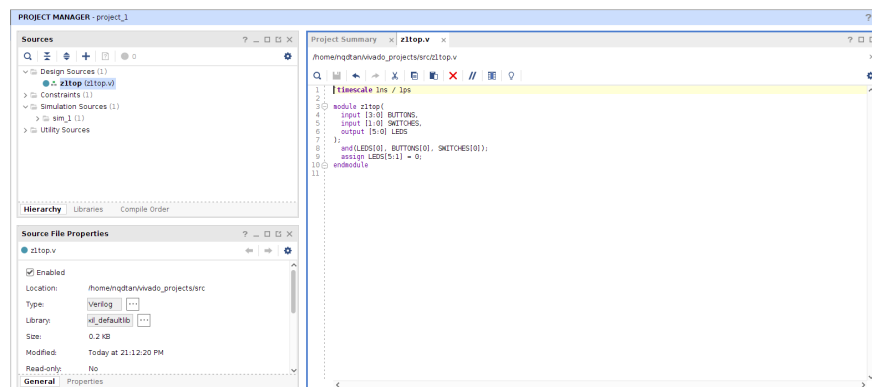 PROJECT MANAGER - project_1
?
Sources
? _
0
Design Sources (1)
z1top (z1top.v)
Constraints (1)
Simulation Sources (1)
sim_1 (1)
Utility Sources
Hierarchy Libraries Compile Order
Source File Properties
? _
z1top.v
Enabled
Location: /home/nqdtan/vivado_projects/src
Type: Verilog ...
Library: xil_defaultlib ...
Size: 0.2 KB
Modified: Today at 21:12:20 PM
Read-only: No
General Properties
Project Summary × z1top.v ×
?
/home/nqdtan/vivado_projects/src/z1top.v
1 `timescale 1ns / 1ps
2
3 module z1top(
4 input [3:0] BUTTONS,
5 input [1:0] SWITCHES,
6 output [5:0] LEDS
7 );
8 and(LEDS[0], BUTTONS[0], SWITCHES[0]);
9 assign LEDS[5:1] = 0;
10 endmodule
11